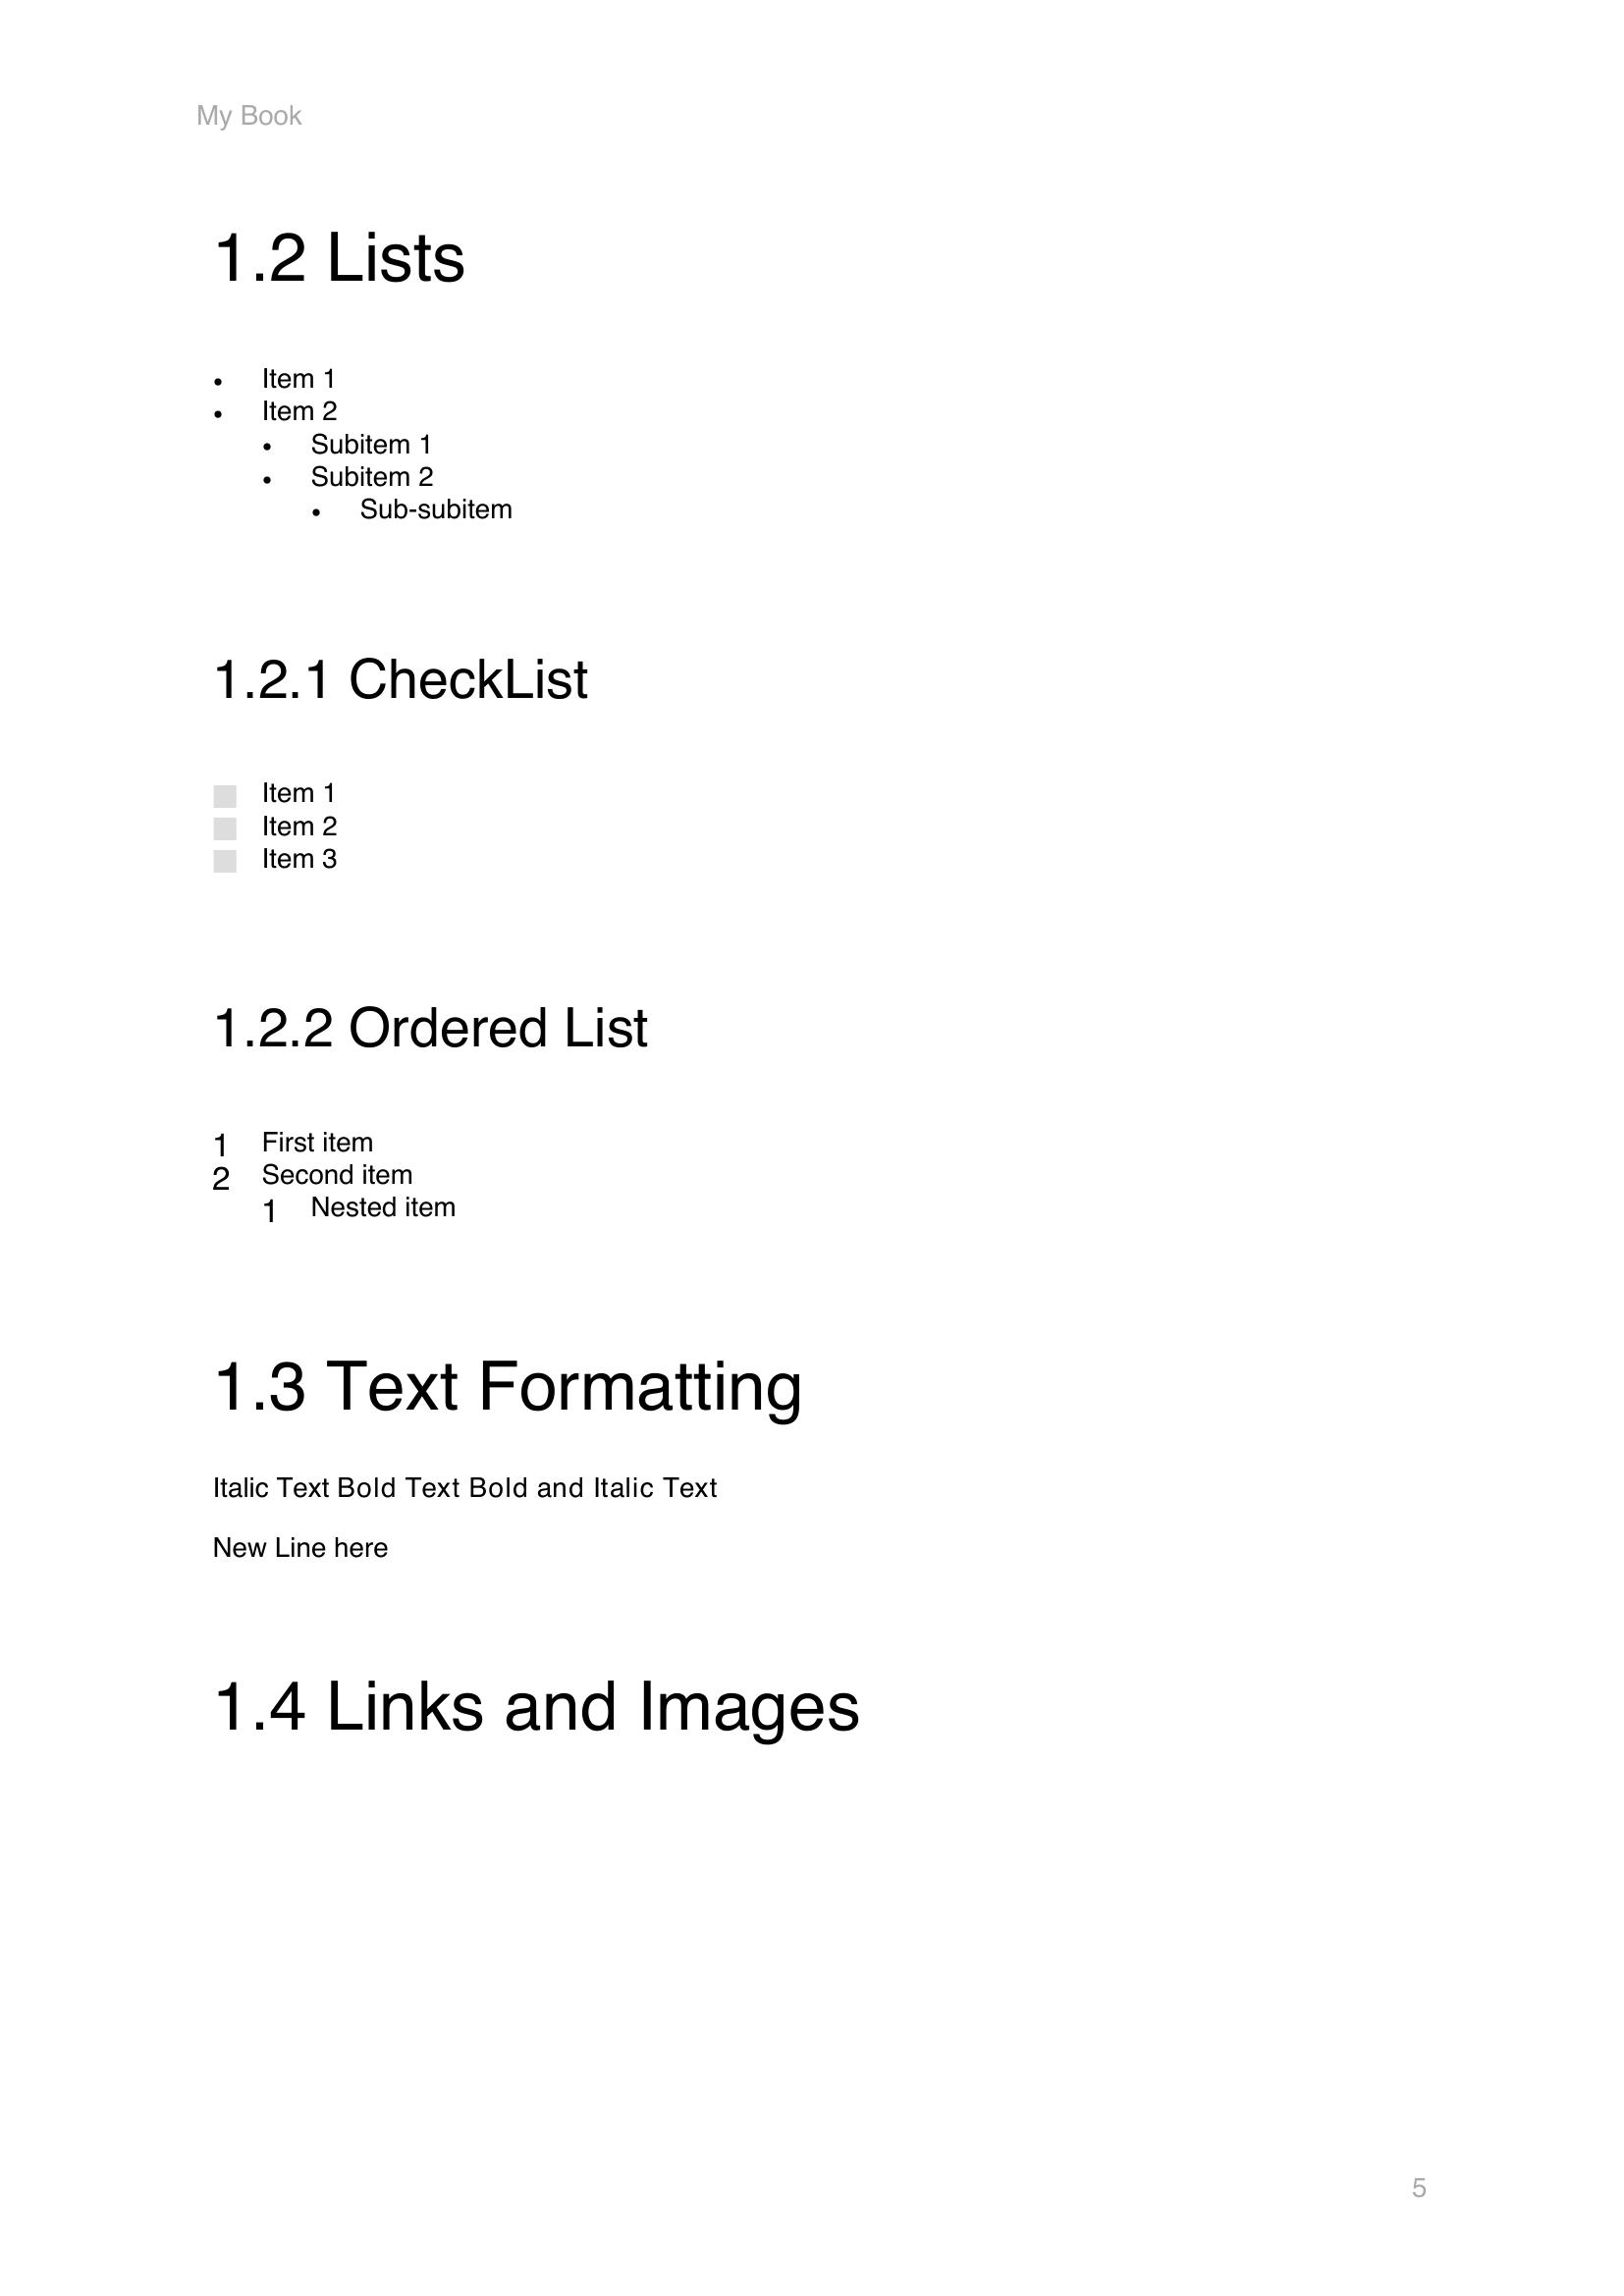 My Book
1.2 Lists
• Item 1
• Item 2
• Subitem 1
• Subitem 2
• Sub-subitem
1.2.1 CheckList
Item 1
Item 2
Item 3
1.2.2 Ordered List
1 First item
2 Second item
1 Nested item
1.3 Text Formatting
Italic Text Bold Text Bold and Italic Text
New Line here
1.4 Links and Images
5